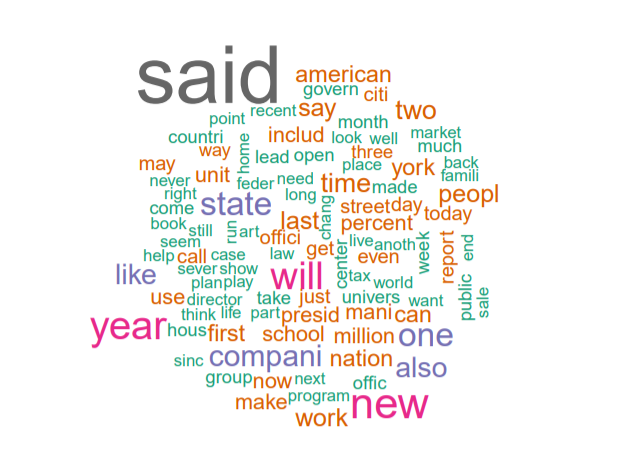 said
american
govern citi
point recent say two
month
countri home includ look well market
much
way lead open three
may place york back
never unit feder need time made famili
right long peopl
come state chang street day today
book still run art last percent
seem offici live anoth
help call case law get even week report end
sever show center
like plan play will tax world
use director take just univers want public sale
think life part presid mani can
year hous first school million one
sinc compani nation
also
group now next offic
make program new
work